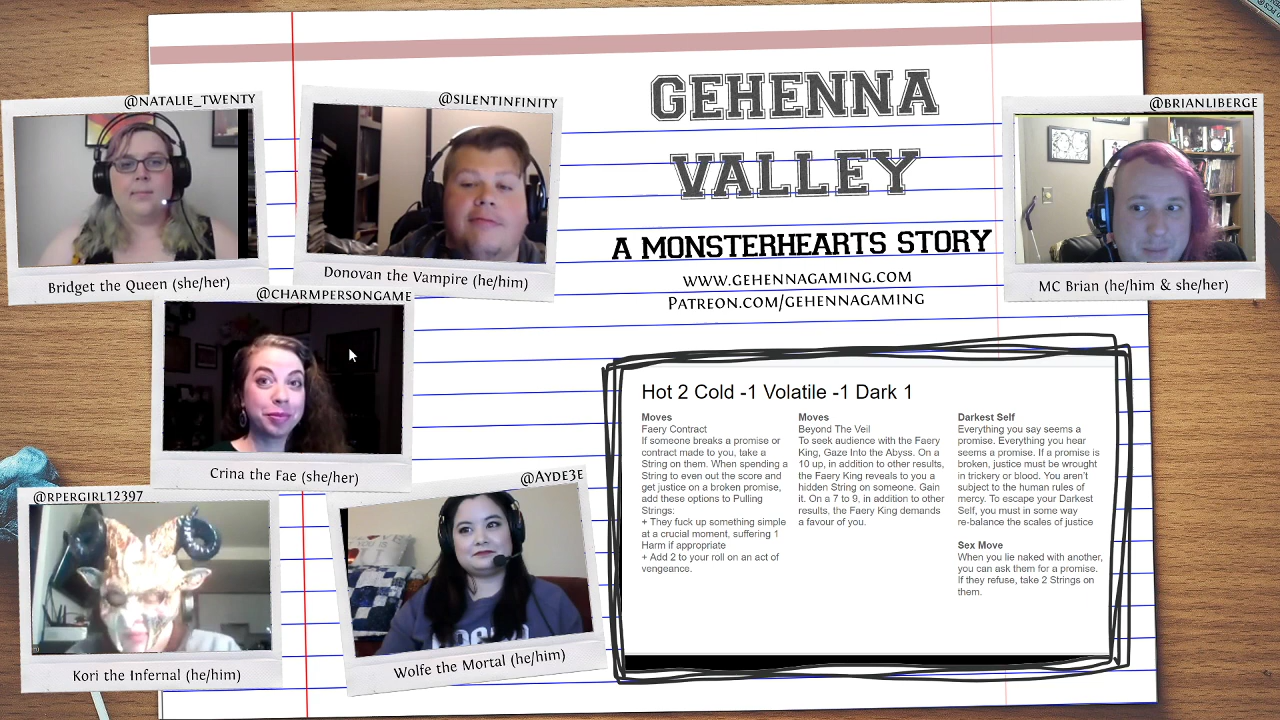 @NATALIE_TWENTY
Bridget the Queen (she/her)
@SILENTINFINITY
Donovan the Vampire (he/him)
GEHENNA
VALLEY
A MONSTERHEARTS STORY
WWW.GEHENNAGAMING.COM
PATREON.COM/GEHENNAGAMING
@BRIANLIBERGE
MC Brian (he/him & she/her)
@CHARMPERSONGAME
Crina the Fae (she/her)
@RPERGIRL12397
Kori the Infernal (he/him)
@AYDE3E
Wolfe the Mortal (he/him)
Hot 2 Cold -1 Volatile -1 Dark 1
Moves
Faery Contract
If someone breaks a promise or
contract made to you, take a
String on them. When spending a
String to even out the score and
get justice on a broken promise,
add these options to Pulling
Strings:
+ They fuck up something simple
at a crucial moment, suffering 1
Harm if appropriate
+ Add 2 to your roll on an act of
vengeance.
Moves
Beyond The Veil
To seek audience with the Faery
King, Gaze Into the Abyss. On a
10 up, in addition to other results,
the Faery King reveals to you a
hidden String on someone. Gain
it. On a 7 to 9, in addition to other
results, the Faery King demands
a favour of you.
Darkest Self
Everything you say seems a
promise. Everything you hear
seems a promise. If a promise is
broken, justice must be wrought
in trickery or blood. You aren't
subject to the human rules of
mercy. To escape your Darkest
Self, you must in some way
re-balance the scales of justice
Sex Move
When you lie naked with another,
you can ask them for a promise.
If they refuse, take 2 Strings on
them.